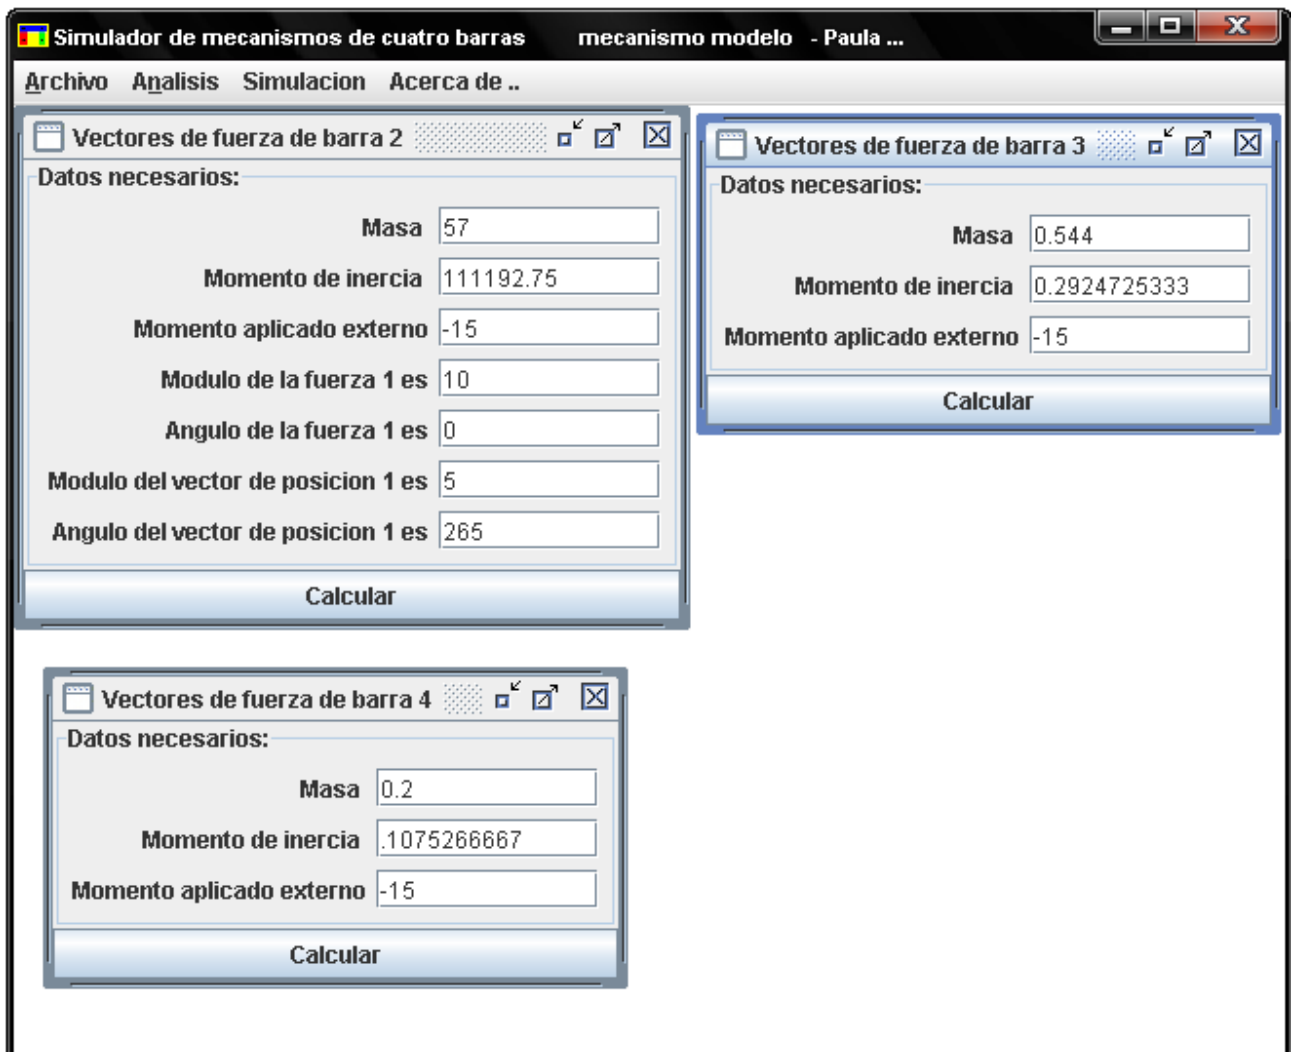 Simulador de mecanismos de cuatro barras mecanismo modelo - Paula ...
Archivo Analisis Simulacion Acerca de ..
Vectores de fuerza de barra 2
Datos necesarios:
Masa 57
Momento de inercia 111192.75
Momento aplicado externo -15
Modulo de la fuerza 1 es 10
Angulo de la fuerza 1 es 0
Modulo del vector de posicion 1 es 5
Angulo del vector de posicion 1 es 265
Calcular
Vectores de fuerza de barra 3
Datos necesarios:
Masa 0.544
Momento de inercia 0.2924725333
Momento aplicado externo -15
Calcular
Vectores de fuerza de barra 4
Datos necesarios:
Masa 0.2
Momento de inercia .1075266667
Momento aplicado externo -15
Calcular